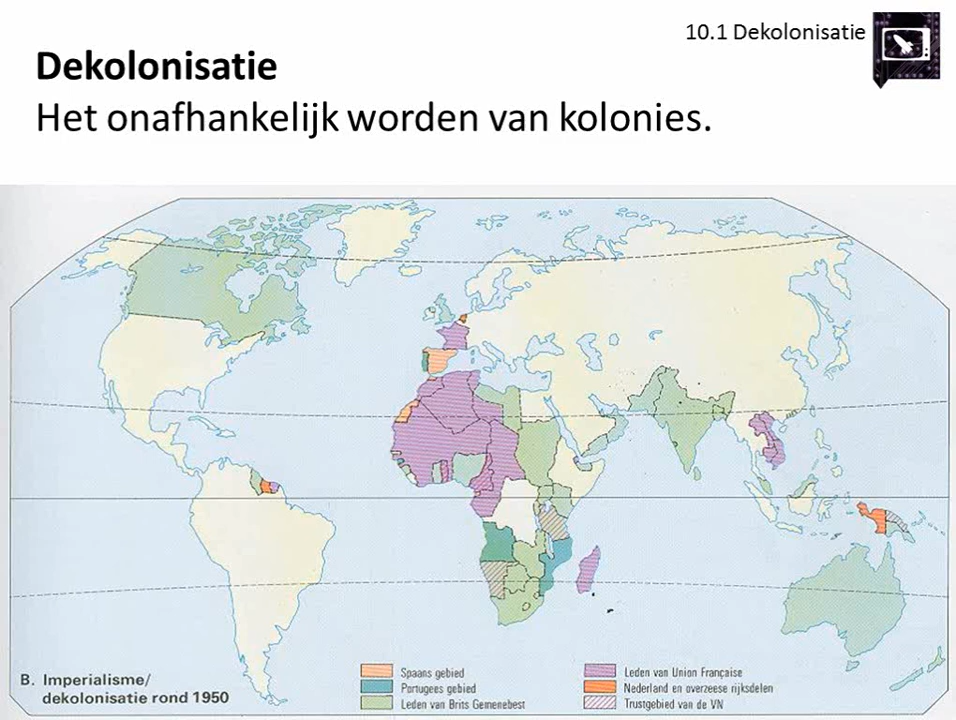 10.1 Dekolonisatie
Dekolonisatie
Het onafhankelijk worden van kolonies.
B. Imperialisme/
dekolonisatie rond 1950
Spaans gebied
Portugees gebied
Leden van Brits Gemenebest
Leden van Union Française
Nederland en overzeese rijksdelen
Trustgebied van de VN